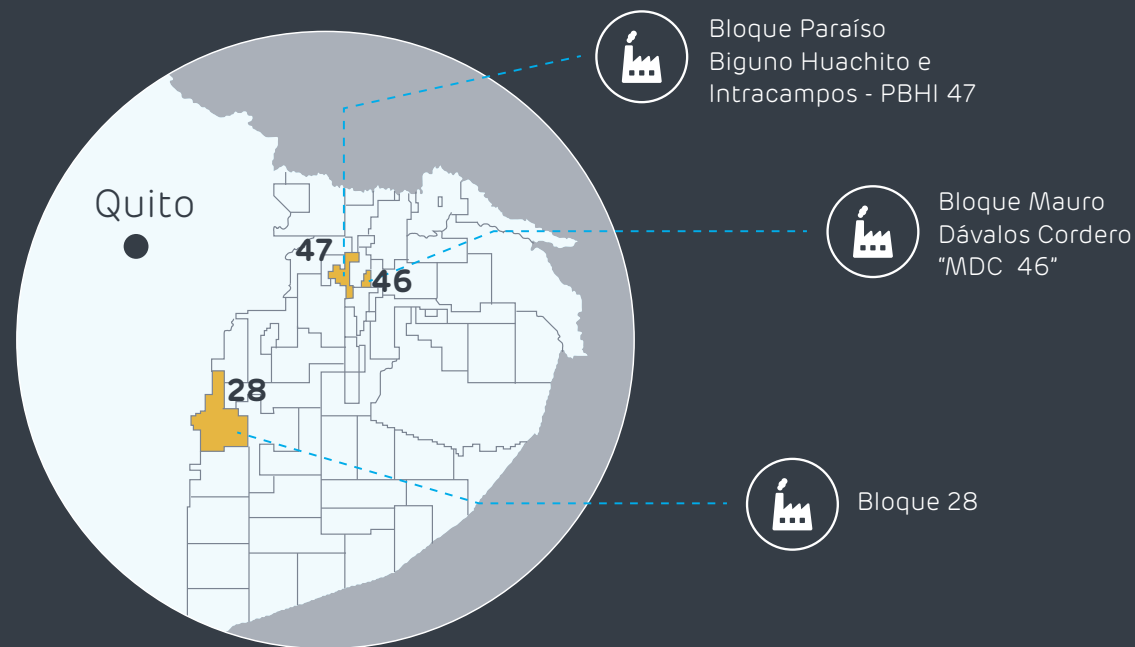 Bloque Paraíso
Biguno Huachito e
Intracampos - PBHI 47
Quito
Bloque Mauro
Dávalos Cordero
"MDC 46"
47
46
28
Bloque 28